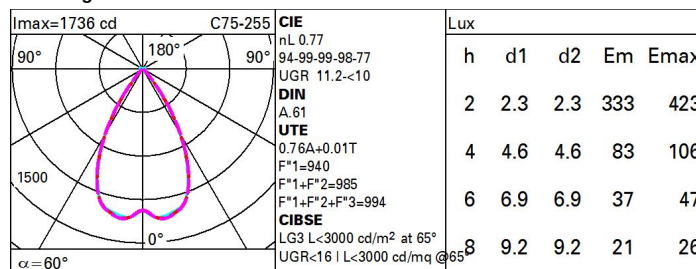 Imax=1736 cd C75-255
90° 180° 90°
1500
0°
α=60°
CIE
nL 0.77
94-99-99-98-77
UGR 11.2-<10
DIN
A.61
UTE
0.76A+0.01T
F"1=940
F"1+F"2=985
F"1+F"2+F"3=994
CIBSE
LG3 L<3000 cd/m² at 65°
UGR<16 | L<3000 cd/mq @65°
Lux
h d1 d2 Em Emax
2 2.3 2.3 333 423
4 4.6 4.6 83 106
6 6.9 6.9 37 47
8 9.2 9.2 21 26